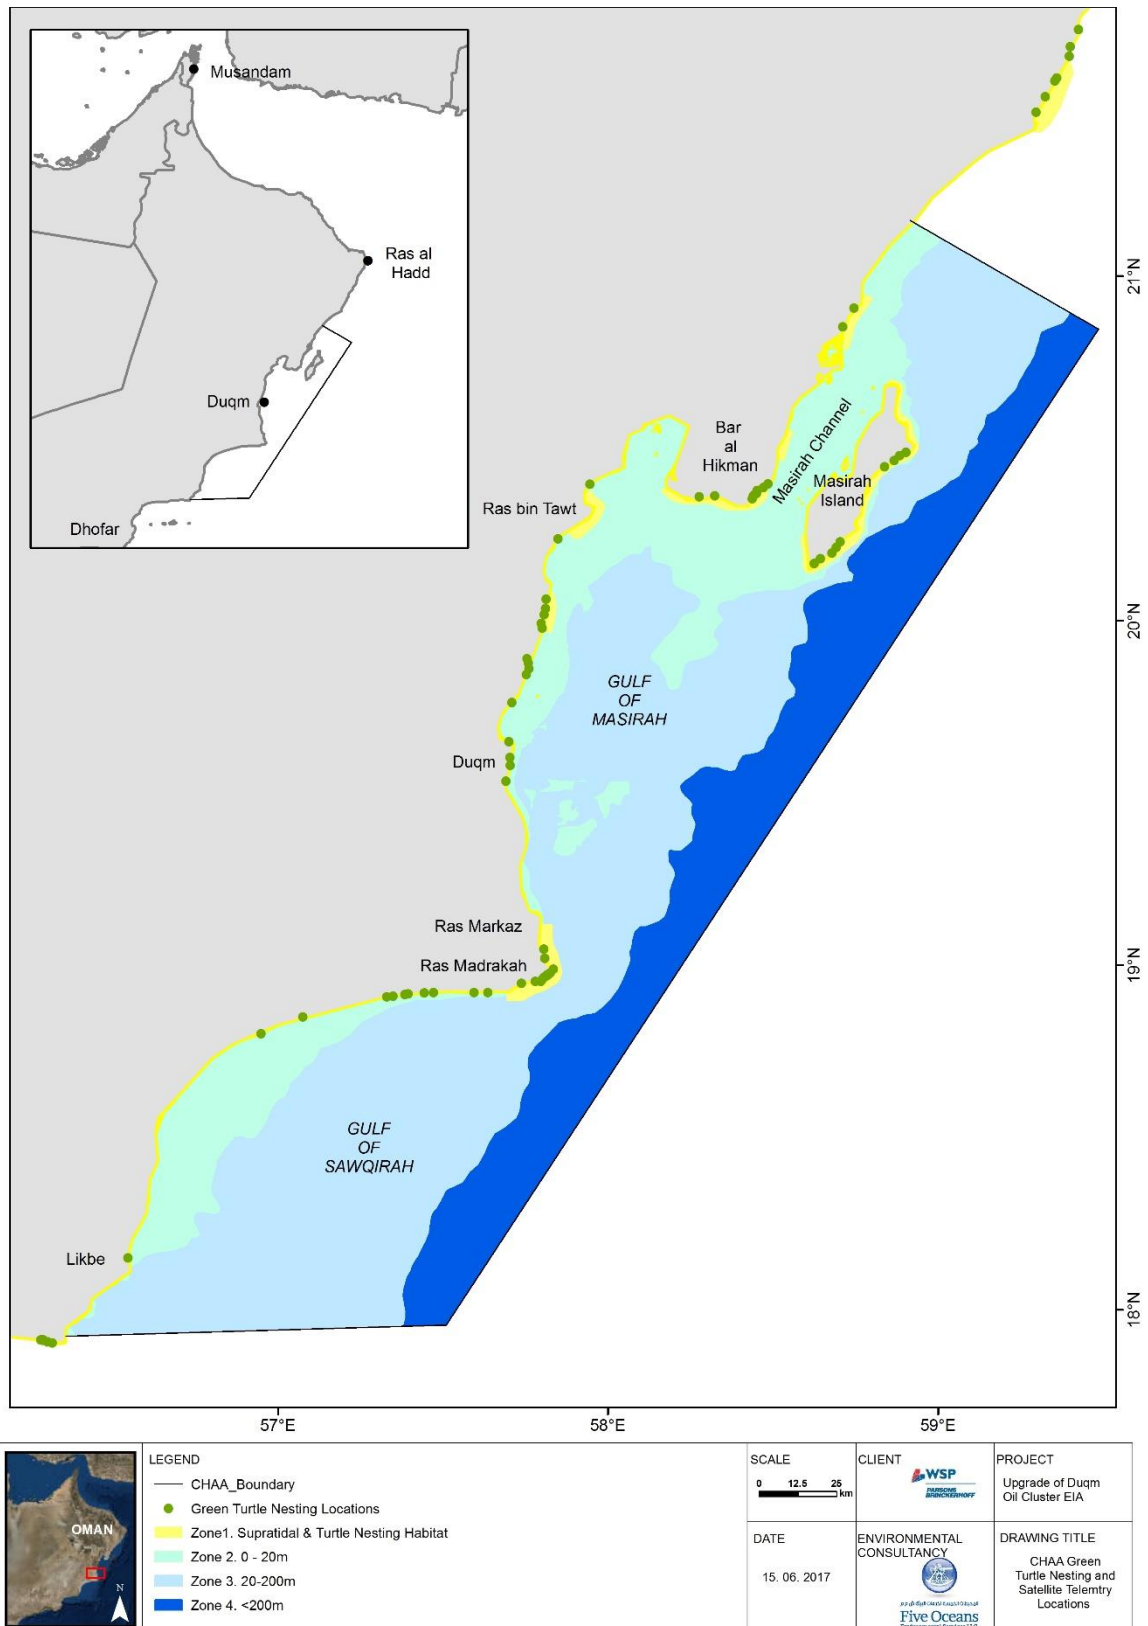 Musandam
Ras al
Hadd
Duqm
Dhofar
21°N
Bar
al
Hikman
Masirah Channel
Masirah
Island
Ras bin Tawt
20°N
GULF
OF
MASIRAH
Duqm
Ras Markaz
Ras Madrakah
19°N
GULF
OF
SAWQIRAH
Likbe
18°N
57°E
58°E
59°E
OMAN
N
LEGEND
CHAA_Boundary
Green Turtle Nesting Locations
Zone1. Supratidal & Turtle Nesting Habitat
Zone 2. 0 - 20m
Zone 3. 20-200m
Zone 4. <200m
SCALE
0 12.5 25
km
CLIENT
WSP
PARSONS
BRINCKERHOFF
PROJECT
Upgrade of Duqm
Oil Cluster EIA
DATE
15. 06. 2017
ENVIRONMENTAL
CONSULTANCY
Five Oceans
DRAWING TITLE
CHAA Green
Turtle Nesting and
Satellite Telemtry
Locations